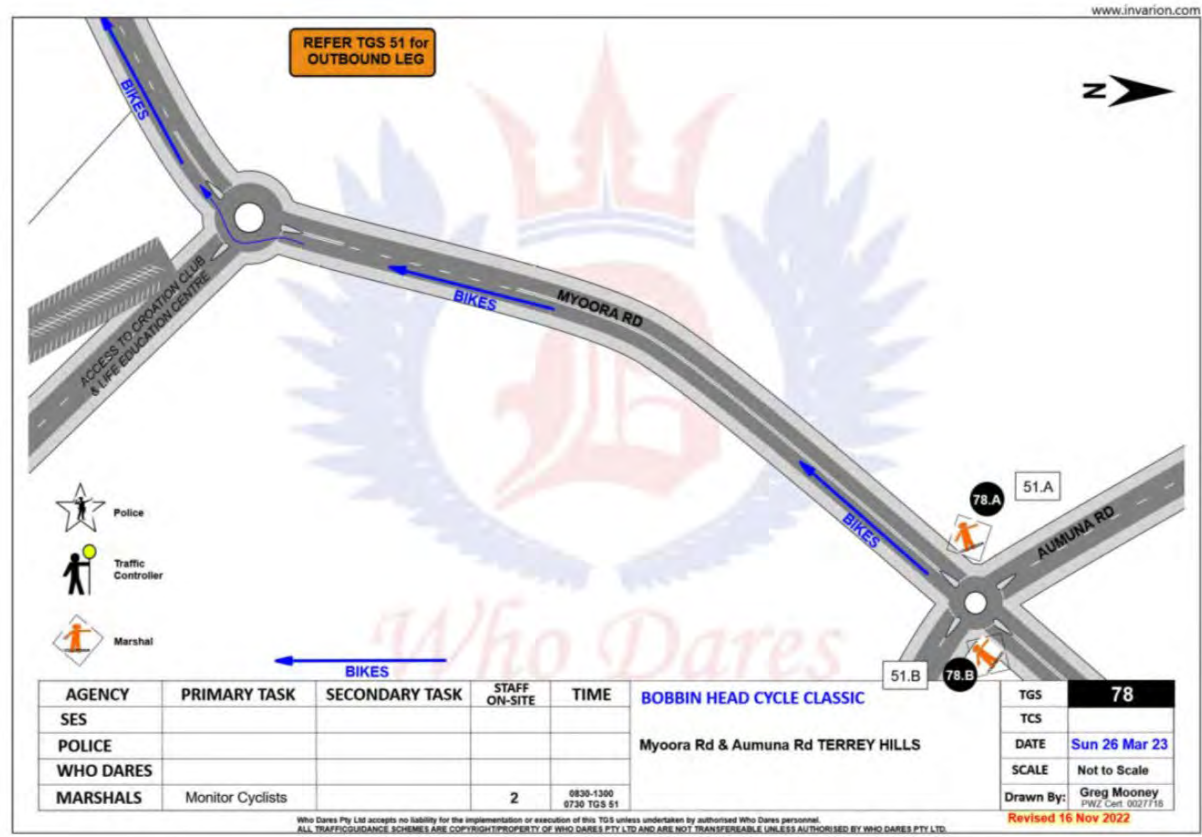 www.invarion.com
REFER TGS 51 for
OUTBOUND LEG
N
BIKES
BIKES
MYOORA RD
ACCESS TO CROATION CLUB
& LIFE EDUCATION CENTRE
BIKES
78.A
51.A
AUMUNA RD
Police
Traffic
Controller
Marshal
Who Dares
BIKES
51.B
78.B
AGENCY PRIMARY TASK SECONDARY TASK STAFF ON-SITE TIME
SES
POLICE
WHO DARES
MARSHALS Monitor Cyclists 2 0830-1300
0730 TGS 51
BOBBIN HEAD CYCLE CLASSIC
Myoora Rd & Aumuna Rd TERREY HILLS
TGS 78
TCS
DATE Sun 26 Mar 23
SCALE Not to Scale
Drawn By: Greg Mooney
PWZ Cert 0027716
Revised 16 Nov 2022
Who Dares Pty Ltd accepts no liability for the implementation or execution of this TGS unless undertaken by authorised Who Dares personnel.
ALL TRAFFICGUIDANCE SCHEMES ARE COPYRIGHT/PROPERTY OF WHO DARES PTY LTD AND ARE NOT TRANSFEREABLE UNLESS AUTHORISED BY WHO DARES PTY LTD.